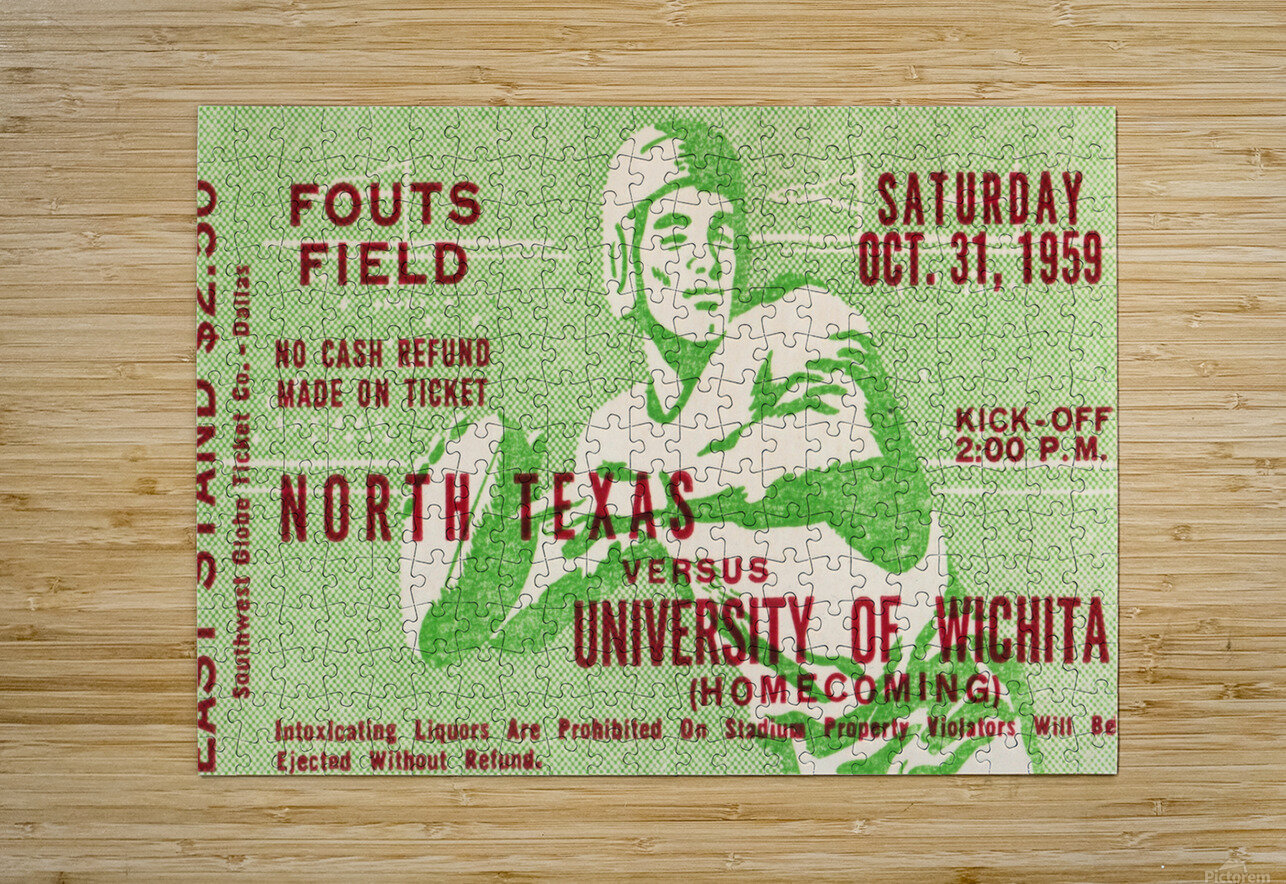 FOUTS
FIELD
SATURDAY
OCT. 31, 1959
NO CASH REFUND
MADE ON TICKET
KICK-OFF
2:00 P.M.
NORTH TEXAS
VERSUS
UNIVERSITY OF WICHITA
(HOMECOMING)
Intoxicating Liquors Are Prohibited On Stadium Property Violators Will Be
Ejected Without Refund.
EAST STAND $2.50
Southwest Globe Ticket Co. - Dallas
Pictorem